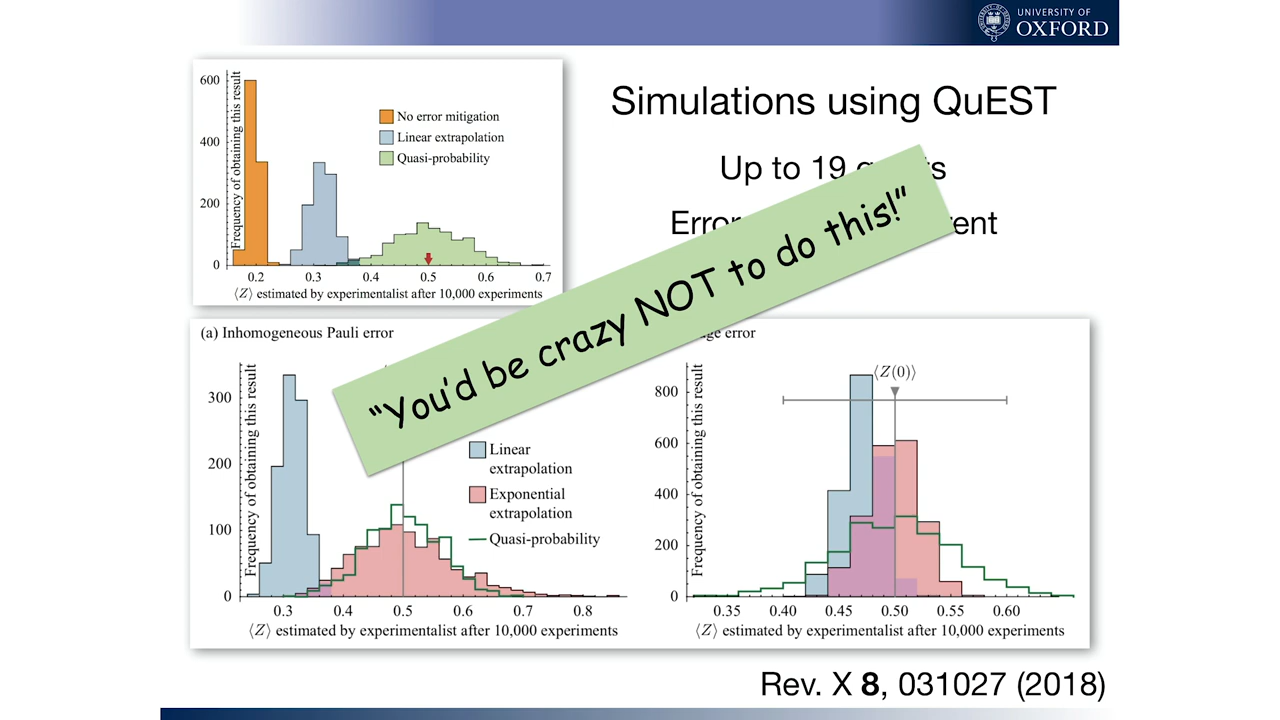 UNIVERSITY OF
OXFORD
Simulations using QuEST
Up to 19
Frequency of obtaining this result
600
400
200
0
No error mitigation
Linear extrapolation
Quasi-probability
0.2 0.3 0.4 0.5 0.6 0.7
⟨Z⟩ estimated by experimentalist after 10,000 experiments
"You'd be crazy NOT to do this!"
(a) Inhomogeneous Pauli error
Frequency of obtaining this result
300
200
100
0
Linear
extrapolation
Exponential
extrapolation
Quasi-probability
0.3 0.4 0.5 0.6 0.7 0.8
⟨Z⟩ estimated by experimentalist after 10,000 experiments
error
⟨Z(0)⟩
Frequency of obtaining this result
800
600
400
200
0
0.35 0.40 0.45 0.50 0.55 0.60
⟨Z⟩ estimated by experimentalist after 10,000 experiments
Rev. X 8, 031027 (2018)